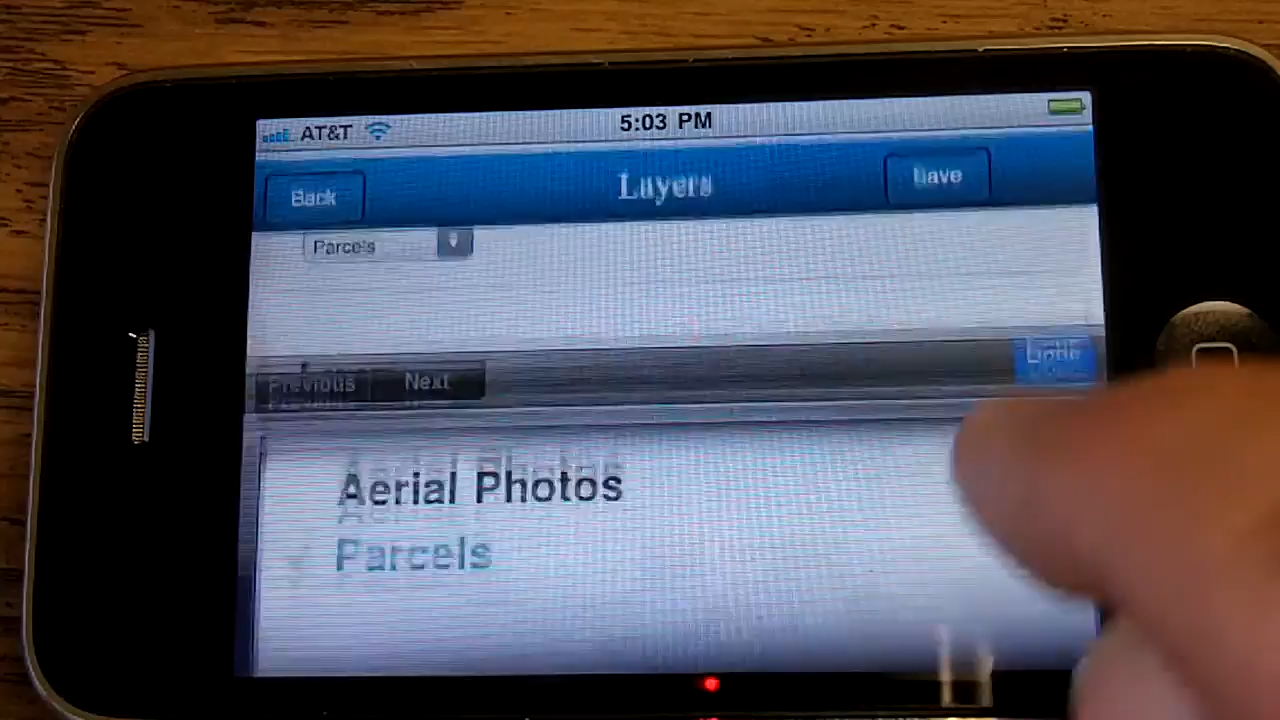 AT&T 5:03 PM
Back Layers Save
Parcels
Previous Next Done
Aerial Photos
Parcels